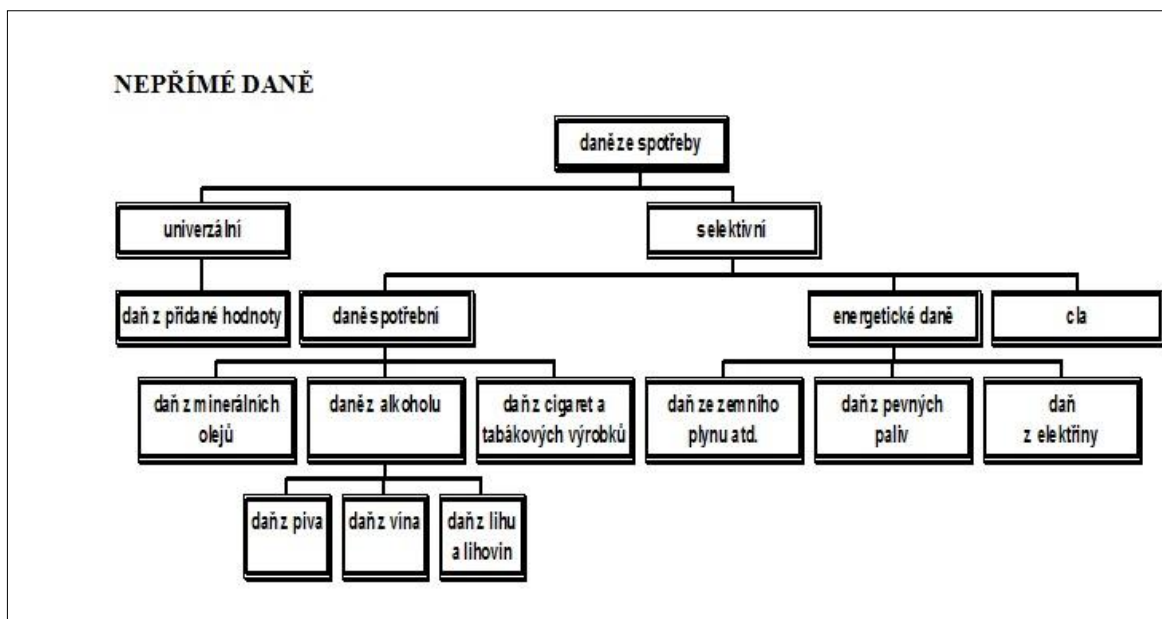 NEPŘÍMÉ DANĚ
daně ze spotřeby
univerzální
selektivní
daň z přidané hodnoty
daně spotřební
energetické daně
cla
daň z minerálních
olejů
daně z alkoholu
daň z cigaret a
tabákových výrobků
daň ze zemního
plynu atd.
daň z pevných
paliv
daň
z elektřiny
daň z piva
daň z vína
daň z lihu
a lihovin